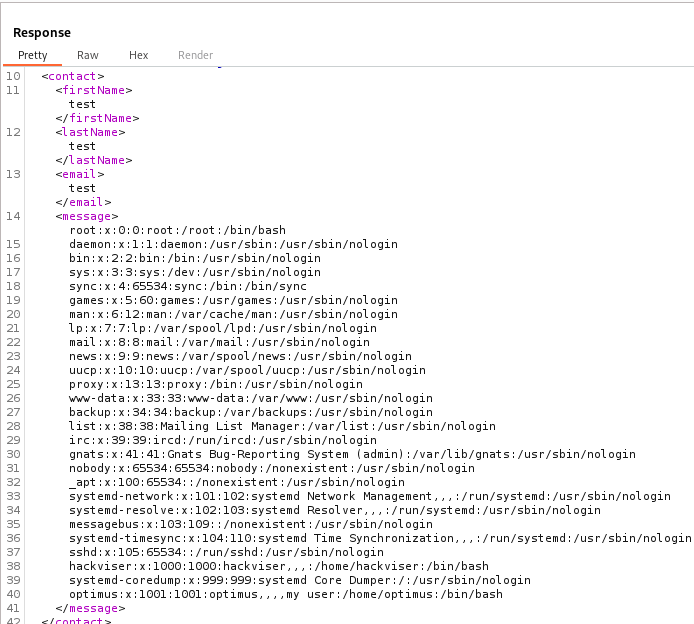 Response
Pretty Raw Hex Render
10 <contact>
11 <firstName>
test
</firstName>
12 <lastName>
test
</lastName>
13 <email>
test
</email>
14 <message>
root:x:0:0:root:/root:/bin/bash
15 daemon:x:1:1:daemon:/usr/sbin:/usr/sbin/nologin
16 bin:x:2:2:bin:/bin:/usr/sbin/nologin
17 sys:x:3:3:sys:/dev:/usr/sbin/nologin
18 sync:x:4:65534:sync:/bin:/bin/sync
19 games:x:5:60:games:/usr/games:/usr/sbin/nologin
20 man:x:6:12:man:/var/cache/man:/usr/sbin/nologin
21 lp:x:7:7:lp:/var/spool/lpd:/usr/sbin/nologin
22 mail:x:8:8:mail:/var/mail:/usr/sbin/nologin
23 news:x:9:9:news:/var/spool/news:/usr/sbin/nologin
24 uucp:x:10:10:uucp:/var/spool/uucp:/usr/sbin/nologin
25 proxy:x:13:13:proxy:/bin:/usr/sbin/nologin
26 www-data:x:33:33:www-data:/var/www:/usr/sbin/nologin
27 backup:x:34:34:backup:/var/backups:/usr/sbin/nologin
28 list:x:38:38:Mailing List Manager:/var/list:/usr/sbin/nologin
29 irc:x:39:39:ircd:/run/ircd:/usr/sbin/nologin
30 gnats:x:41:41:Gnats Bug-Reporting System (admin):/var/lib/gnats:/usr/sbin/nologin
31 nobody:x:65534:65534:nobody:/nonexistent:/usr/sbin/nologin
32 _apt:x:100:65534::/nonexistent:/usr/sbin/nologin
33 systemd-network:x:101:102:systemd Network Management,,,:/run/systemd:/usr/sbin/nologin
34 systemd-resolve:x:102:103:systemd Resolver,,,:/run/systemd:/usr/sbin/nologin
35 messagebus:x:103:109::/nonexistent:/usr/sbin/nologin
36 systemd-timesync:x:104:110:systemd Time Synchronization,,,:/run/systemd:/usr/sbin/nologin
37 sshd:x:105:65534::/run/sshd:/usr/sbin/nologin
38 hackviser:x:1000:1000:hackviser,,,:/home/hackviser:/bin/bash
39 systemd-coredump:x:999:999:systemd Core Dumper:/:/usr/sbin/nologin
40 optimus:x:1001:1001:optimus,,,,my user:/home/optimus:/bin/bash
41 </message>
42 </contact>